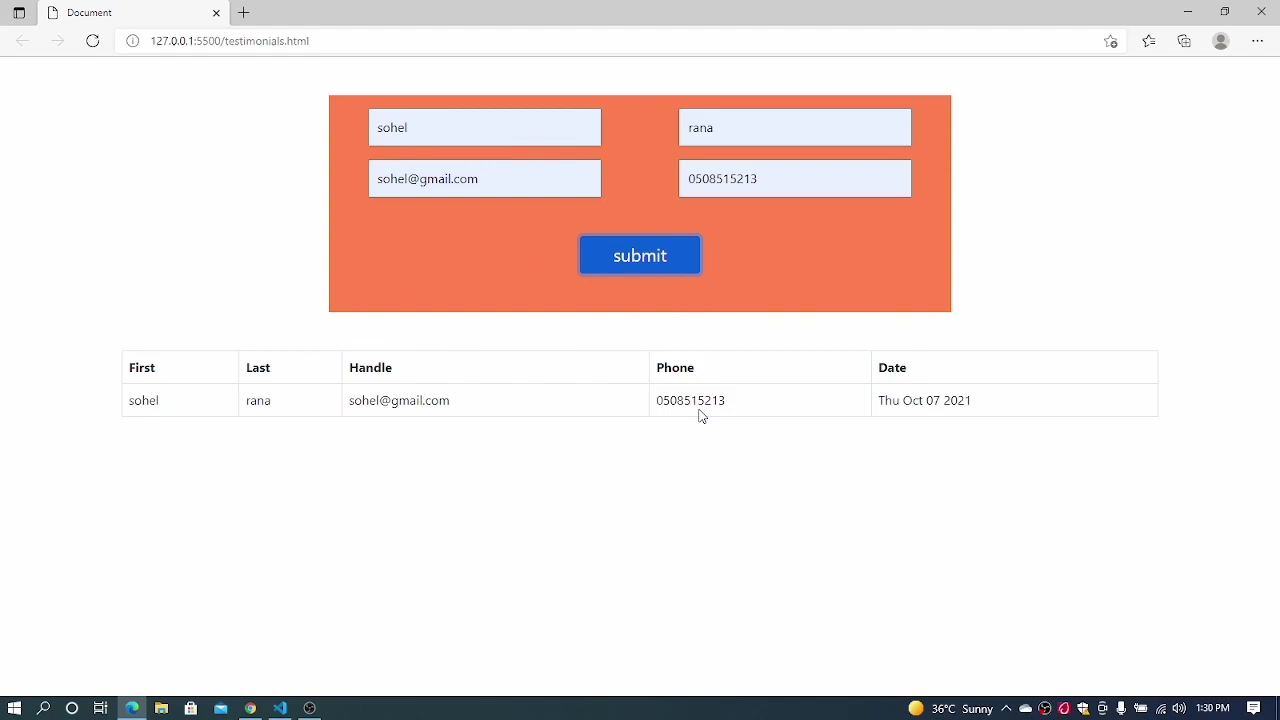 Document
127.0.0.1:5500/testimonials.html
sohel rana
sohel@gmail.com 0508515213
submit
First Last Handle Phone Date
sohel rana sohel@gmail.com 0508515213 Thu Oct 07 2021
36°C Sunny 1:30 PM